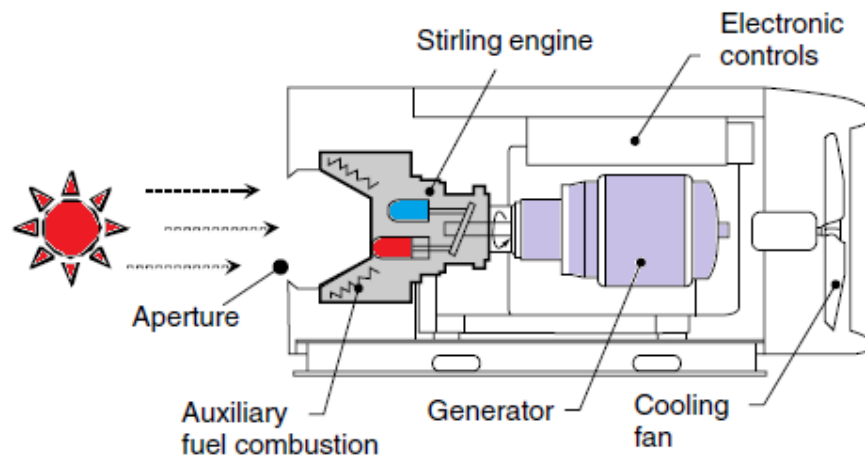 Stirling engine
Electronic
controls
Aperture
Auxiliary
fuel combustion
Generator
Cooling
fan